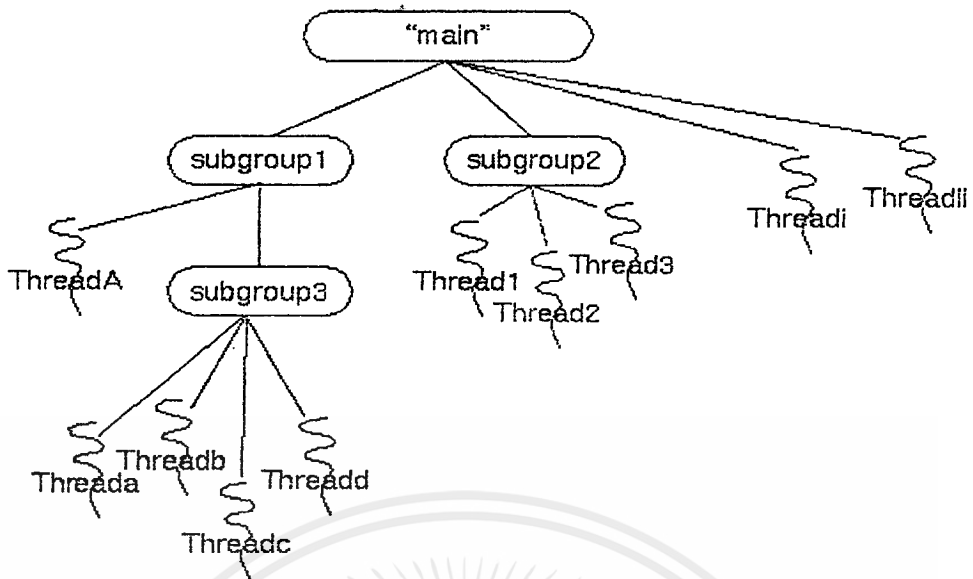 “main”
subgroup1
subgroup2
Threadi
Threadii
ThreadA
subgroup3
Thread1
Thread2
Thread3
Threada
Threadb
Threadc
Threadd